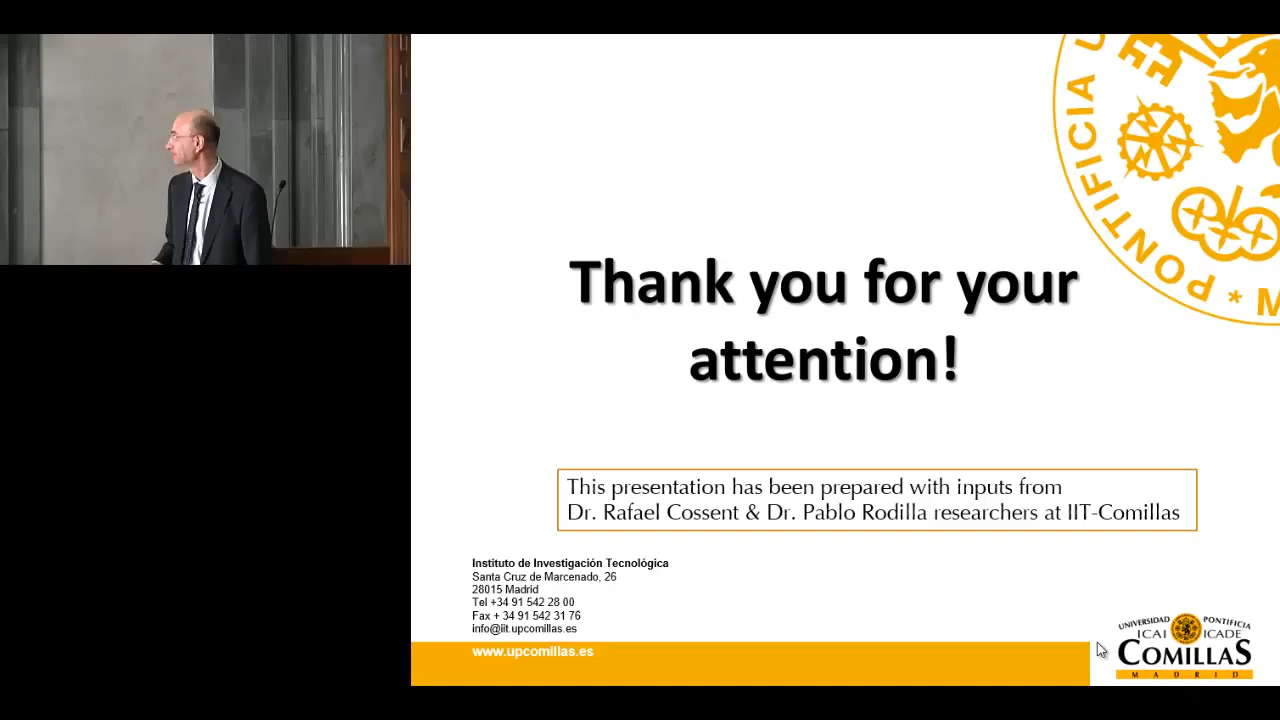 PONTIFICIA U
* M
Thank you for your
attention!
This presentation has been prepared with inputs from
Dr. Rafael Cossent & Dr. Pablo Rodilla researchers at IIT-Comillas
Instituto de Investigación Tecnológica
Santa Cruz de Marcenado, 26
28015 Madrid
Tel +34 91 542 28 00
Fax + 34 91 542 31 76
info@iit.upcomillas.es
www.upcomillas.es
UNIVERSIDAD PONTIFICIA
ICAI ICADE
COMILLAS
MADRID